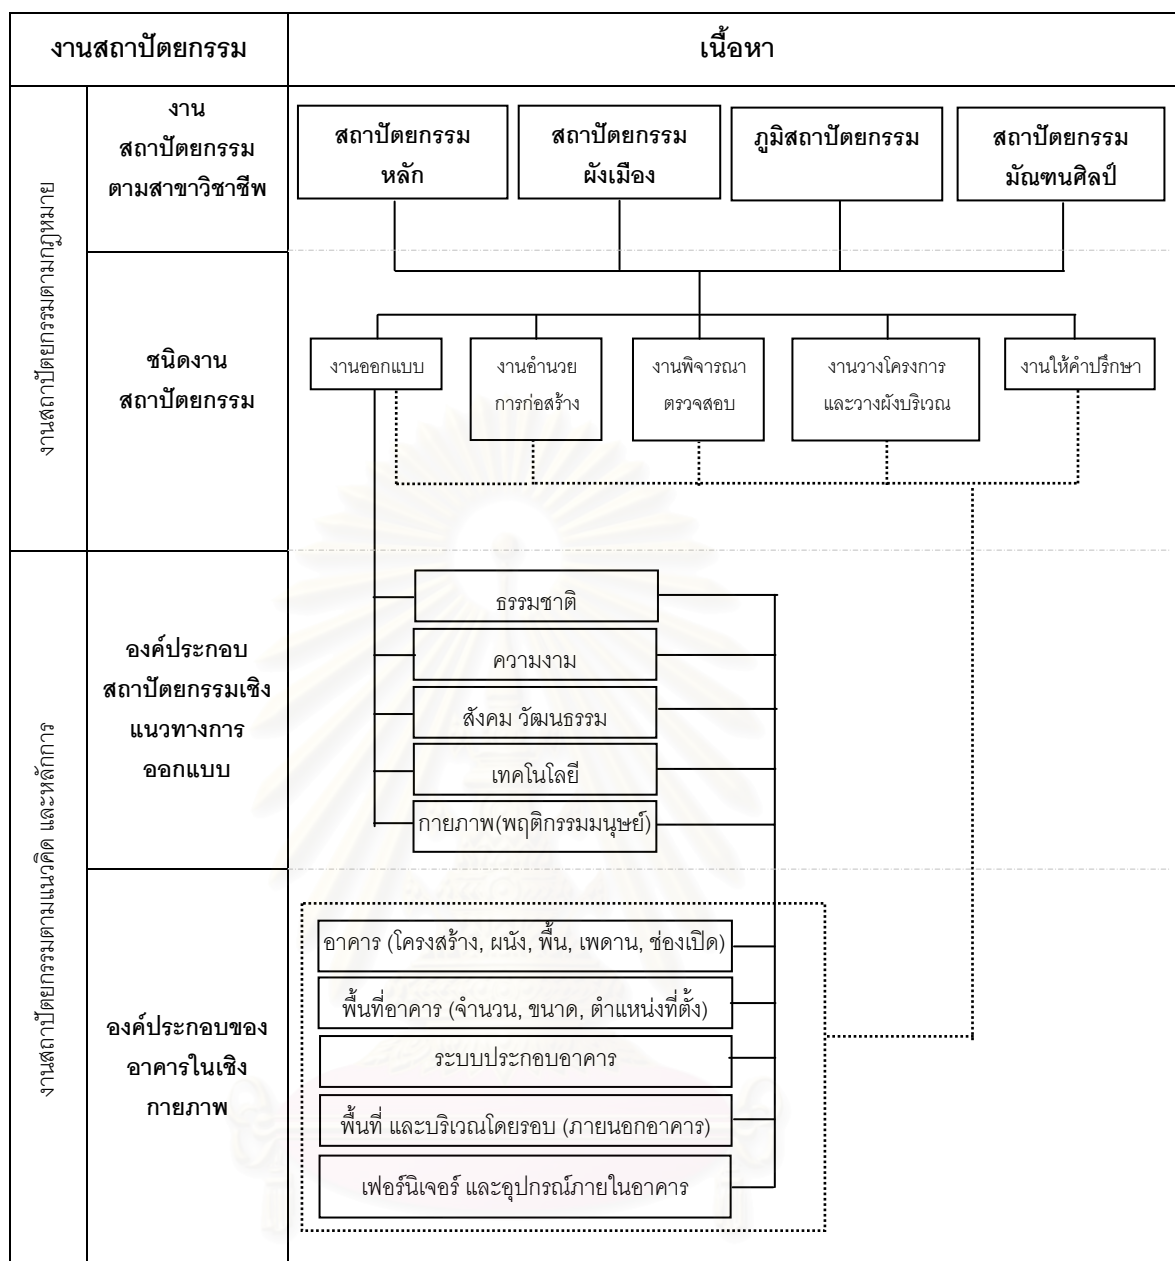 งานสถาปัตยกรรม
เนื้อหา
งานสถาปัตยกรรมตามกฎหมาย
งาน
สถาปัตยกรรม
ตามสาขาวิชาชีพ
สถาปัตยกรรม
หลัก
สถาปัตยกรรม
ผังเมือง
ภูมิสถาปัตยกรรม
สถาปัตยกรรม
มัณฑนศิลป์
ชนิดงาน
สถาปัตยกรรม
งานออกแบบ
งานอำนวย
การก่อสร้าง
งานพิจารณา
ตรวจสอบ
งานวางโครงการ
และวางผังบริเวณ
งานให้คำปรึกษา
งานสถาปัตยกรรมตามแนวคิด และหลักการ
องค์ประกอบ
สถาปัตยกรรมเชิง
แนวทางการ
ออกแบบ
ธรรมชาติ
ความงาม
สังคม วัฒนธรรม
เทคโนโลยี
กายภาพ(พฤติกรรมมนุษย์)
องค์ประกอบของ
อาคารในเชิง
กายภาพ
อาคาร (โครงสร้าง, ผนัง, พื้น, เพดาน, ช่องเปิด)
พื้นที่อาคาร (จำนวน, ขนาด, ตำแหน่งที่ตั้ง)
ระบบประกอบอาคาร
พื้นที่ และบริเวณโดยรอบ (ภายนอกอาคาร)
เฟอร์นิเจอร์ และอุปกรณ์ภายในอาคาร